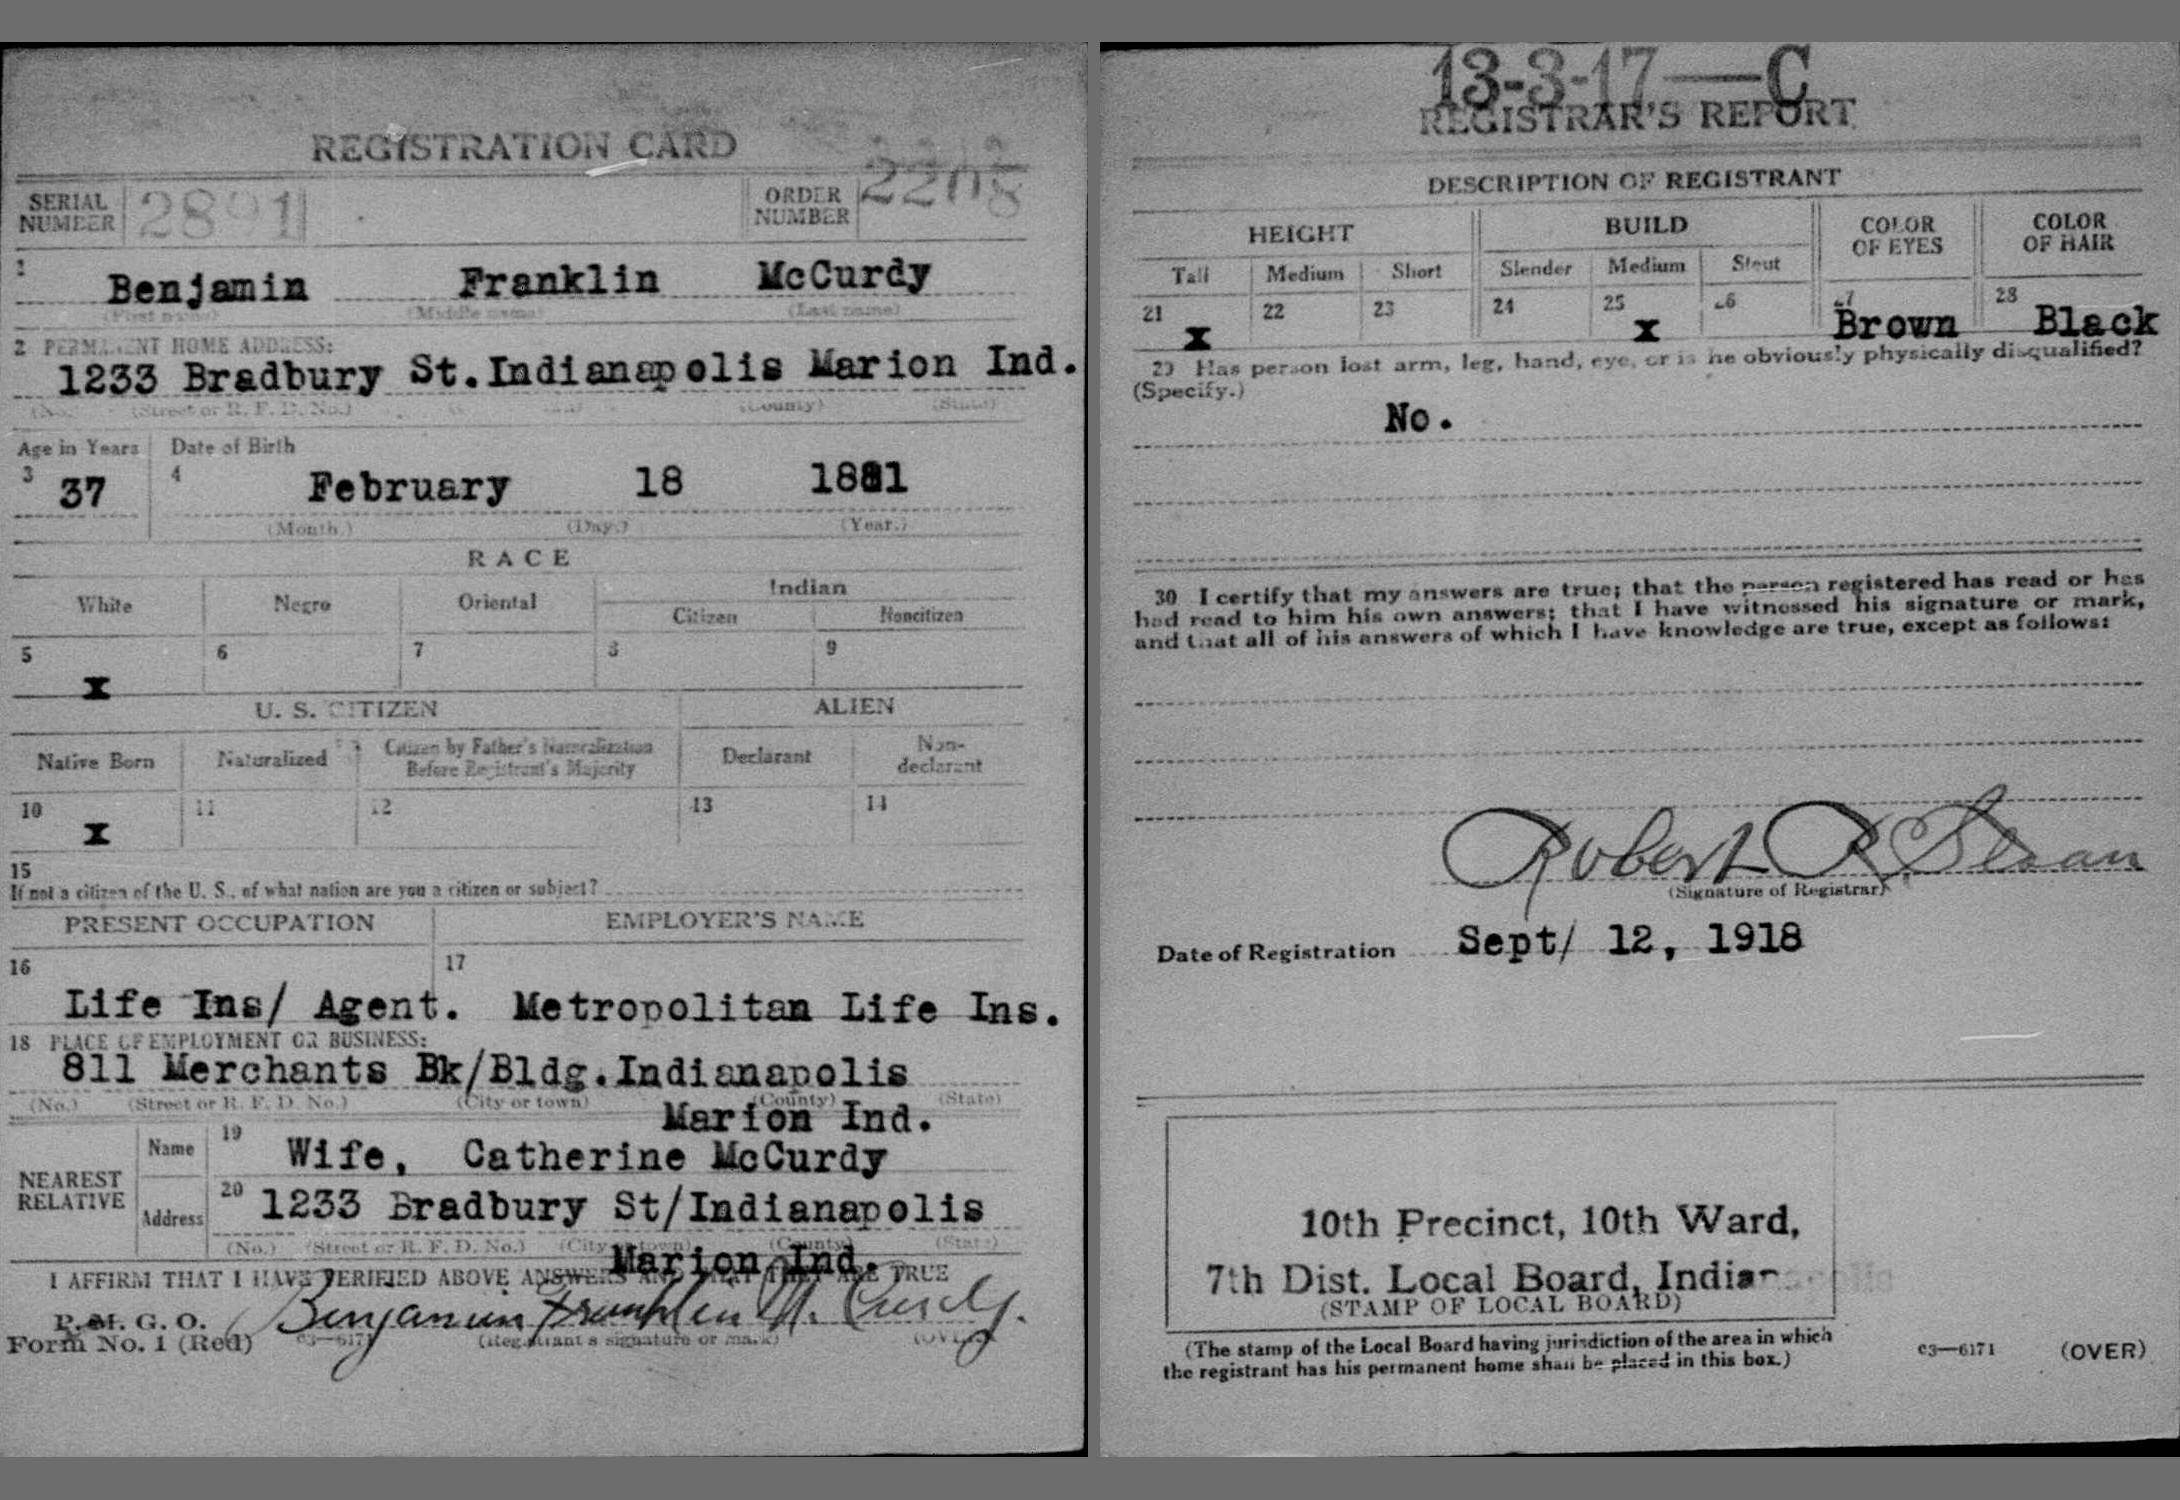 REGISTRATION CARD
SERIAL NUMBER 2891 ORDER NUMBER
1 Benjamin Franklin McCurdy
(First name) (Middle name) (Last name)
2 PERMANENT HOME ADDRESS:
1233 Bradbury St.Indianapolis Marion Ind.
(No.) (Street or R. F. D. No.) (County) (State)
Age in Years Date of Birth
3 37 4 February 18 1881
(Month.) (Day.) (Year.)
RACE
White Negro Oriental Indian
Citizen Noncitizen
5 6 7 8 9
X
U. S. CITIZEN ALIEN
Native Born Naturalized Citizen by Father's Naturalization Before Registrant's Majority Declarant Non-declarant
10 11 12 13 14
X
15
If not a citizen of the U. S., of what nation are you a citizen or subject?
PRESENT OCCUPATION EMPLOYER'S NAME
16 17
Life Ins/ Agent. Metropolitan Life Ins.
18 PLACE OF EMPLOYMENT OR BUSINESS:
811 Merchants Bk/Bldg.Indianapolis
(No.) (Street or R. F. D. No.) (City or town) (County) (State)
Marion Ind.
NEAREST RELATIVE Name 19 Wife, Catherine McCurdy
Address 20 1233 Bradbury St/Indianapolis
(No.) (Street or R. F. D. No.) (City or town) (County) (State)
Marion Ind.
I AFFIRM THAT I HAVE VERIFIED ABOVE ANSWERS AND THAT THEY ARE TRUE
P. M. G. O.
Form No. 1 (Red) c3—6171 Benjamin Franklin McCurdy.
(Registrant's signature or mark) (OVER)
13-3-17—C
REGISTRAR'S REPORT
DESCRIPTION OF REGISTRANT
HEIGHT BUILD COLOR OF EYES COLOR OF HAIR
Tall Medium Short Slender Medium Stout
21 22 23 24 25 26 27 28
X X Brown Black
29 Has person lost arm, leg, hand, eye, or is he obviously physically disqualified?
(Specify.)
No.
30 I certify that my answers are true; that the person registered has read or has
had read to him his own answers; that I have witnessed his signature or mark,
and that all of his answers of which I have knowledge are true, except as follows:
Robert R Sloan
(Signature of Registrar)
Date of Registration Sept/ 12, 1918
10th Precinct, 10th Ward,
7th Dist. Local Board, Indianapolis
(STAMP OF LOCAL BOARD)
(The stamp of the Local Board having jurisdiction of the area in which
the registrant has his permanent home shall be placed in this box.)
c3—6171 (OVER)